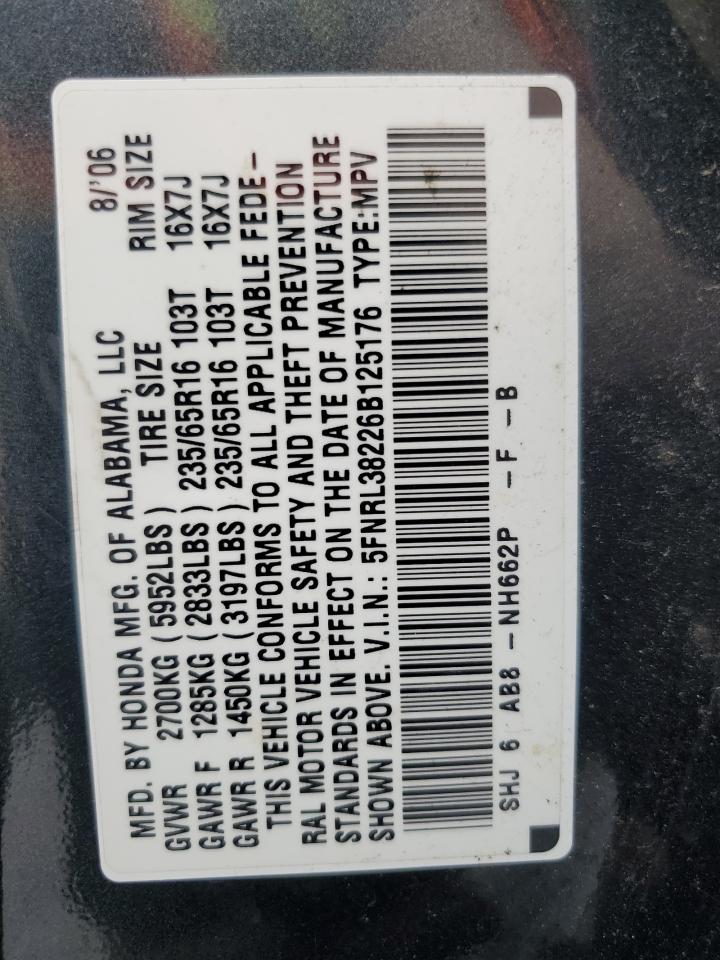 MFD. BY HONDA MFG. OF ALABAMA, LLC 8/'06
GVWR 2700KG ( 5952LBS ) TIRE SIZE RIM SIZE
GAWR F 1285KG ( 2833LBS ) 235/65R16 103T 16X7J
GAWR R 1450KG ( 3197LBS ) 235/65R16 103T 16X7J
THIS VEHICLE CONFORMS TO ALL APPLICABLE FEDE-
RAL MOTOR VEHICLE SAFETY AND THEFT PREVENTION
STANDARDS IN EFFECT ON THE DATE OF MANUFACTURE
SHOWN ABOVE. V.I.N.: 5FNRL38226B125176 TYPE:MPV
SHJ 6 AB8 -NH662P -F -B